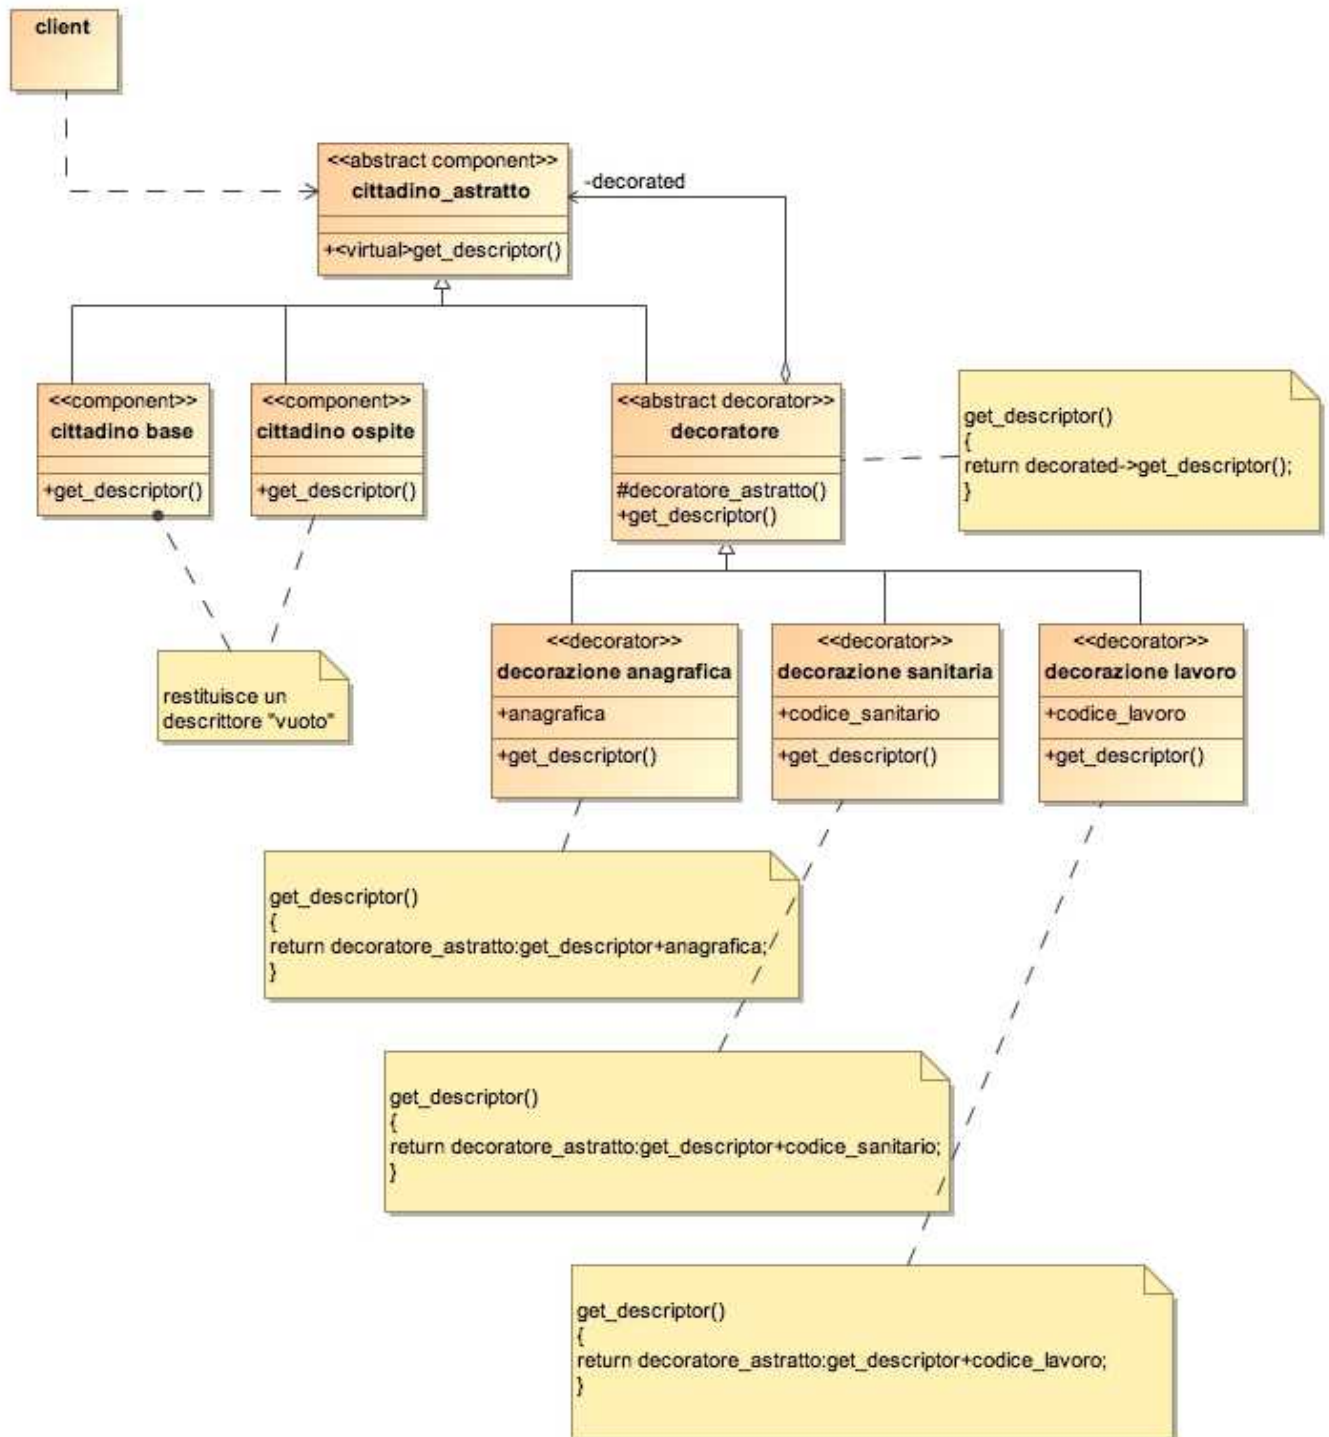 client
<<abstract component>>
cittadino_astratto
+<virtual>get_descriptor()
-decorated
<<component>>
cittadino base
+get_descriptor()
<<component>>
cittadino ospite
+get_descriptor()
<<abstract decorator>>
decoratore
#decoratore_astratto()
+get_descriptor()
get_descriptor()
{
return decorated->get_descriptor();
}
restituisce un
descrittore "vuoto"
<<decorator>>
decorazione anagrafica
+anagrafica
+get_descriptor()
<<decorator>>
decorazione sanitaria
+codice_sanitario
+get_descriptor()
<<decorator>>
decorazione lavoro
+codice_lavoro
+get_descriptor()
get_descriptor()
{
return decoratore_astratto:get_descriptor+anagrafica;
}
get_descriptor()
{
return decoratore_astratto:get_descriptor+codice_sanitario;
}
get_descriptor()
{
return decoratore_astratto:get_descriptor+codice_lavoro;
}